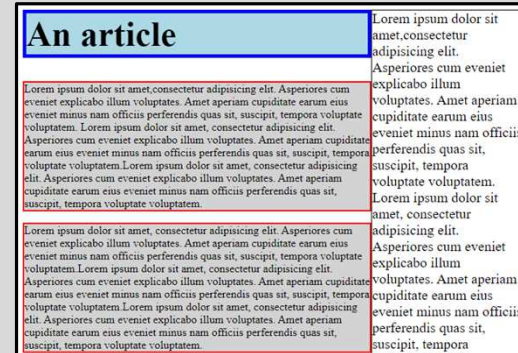 An article
Lorem ipsum dolor sit amet,consectetur adipisicing elit. Asperiores cum
eveniet explicabo illum voluptates. Amet aperiam cupiditate earum eius
eveniet minus nam officiis perferendis quas sit, suscipit, tempora voluptate
voluptatem. Lorem ipsum dolor sit amet, consectetur adipisicing elit.
Asperiores cum eveniet explicabo illum voluptates. Amet aperiam cupiditate
earum eius eveniet minus nam officiis perferendis quas sit, suscipit, tempora
voluptate voluptatem.Lorem ipsum dolor sit amet, consectetur adipisicing
elit. Asperiores cum eveniet explicabo illum voluptates. Amet aperiam
cupiditate earum eius eveniet minus nam officiis perferendis quas sit,
suscipit, tempora voluptate voluptatem.
Lorem ipsum dolor sit amet, consectetur adipisicing elit. Asperiores cum
eveniet explicabo illum voluptates. Amet aperiam cupiditate earum eius
eveniet minus nam officiis perferendis quas sit, suscipit, tempora voluptate
voluptatem.Lorem ipsum dolor sit amet, consectetur adipisicing elit.
Asperiores cum eveniet explicabo illum voluptates. Amet aperiam cupiditate
earum eius eveniet minus nam officiis perferendis quas sit, suscipit, tempora
voluptate voluptatem.Lorem ipsum dolor sit amet, consectetur adipisicing
elit. Asperiores cum eveniet explicabo illum voluptates. Amet aperiam
cupiditate earum eius eveniet minus nam officiis perferendis quas sit,
suscipit, tempora voluptate voluptatem.
Lorem ipsum dolor sit
amet,consectetur
adipisicing elit.
Asperiores cum eveniet
explicabo illum
voluptates. Amet aperiam
cupiditate earum eius
eveniet minus nam officiis
perferendis quas sit,
suscipit, tempora
voluptate voluptatem.
Lorem ipsum dolor sit
amet, consectetur
adipisicing elit.
Asperiores cum eveniet
explicabo illum
voluptates. Amet aperiam
cupiditate earum eius
eveniet minus nam officiis
perferendis quas sit,
suscipit, tempora